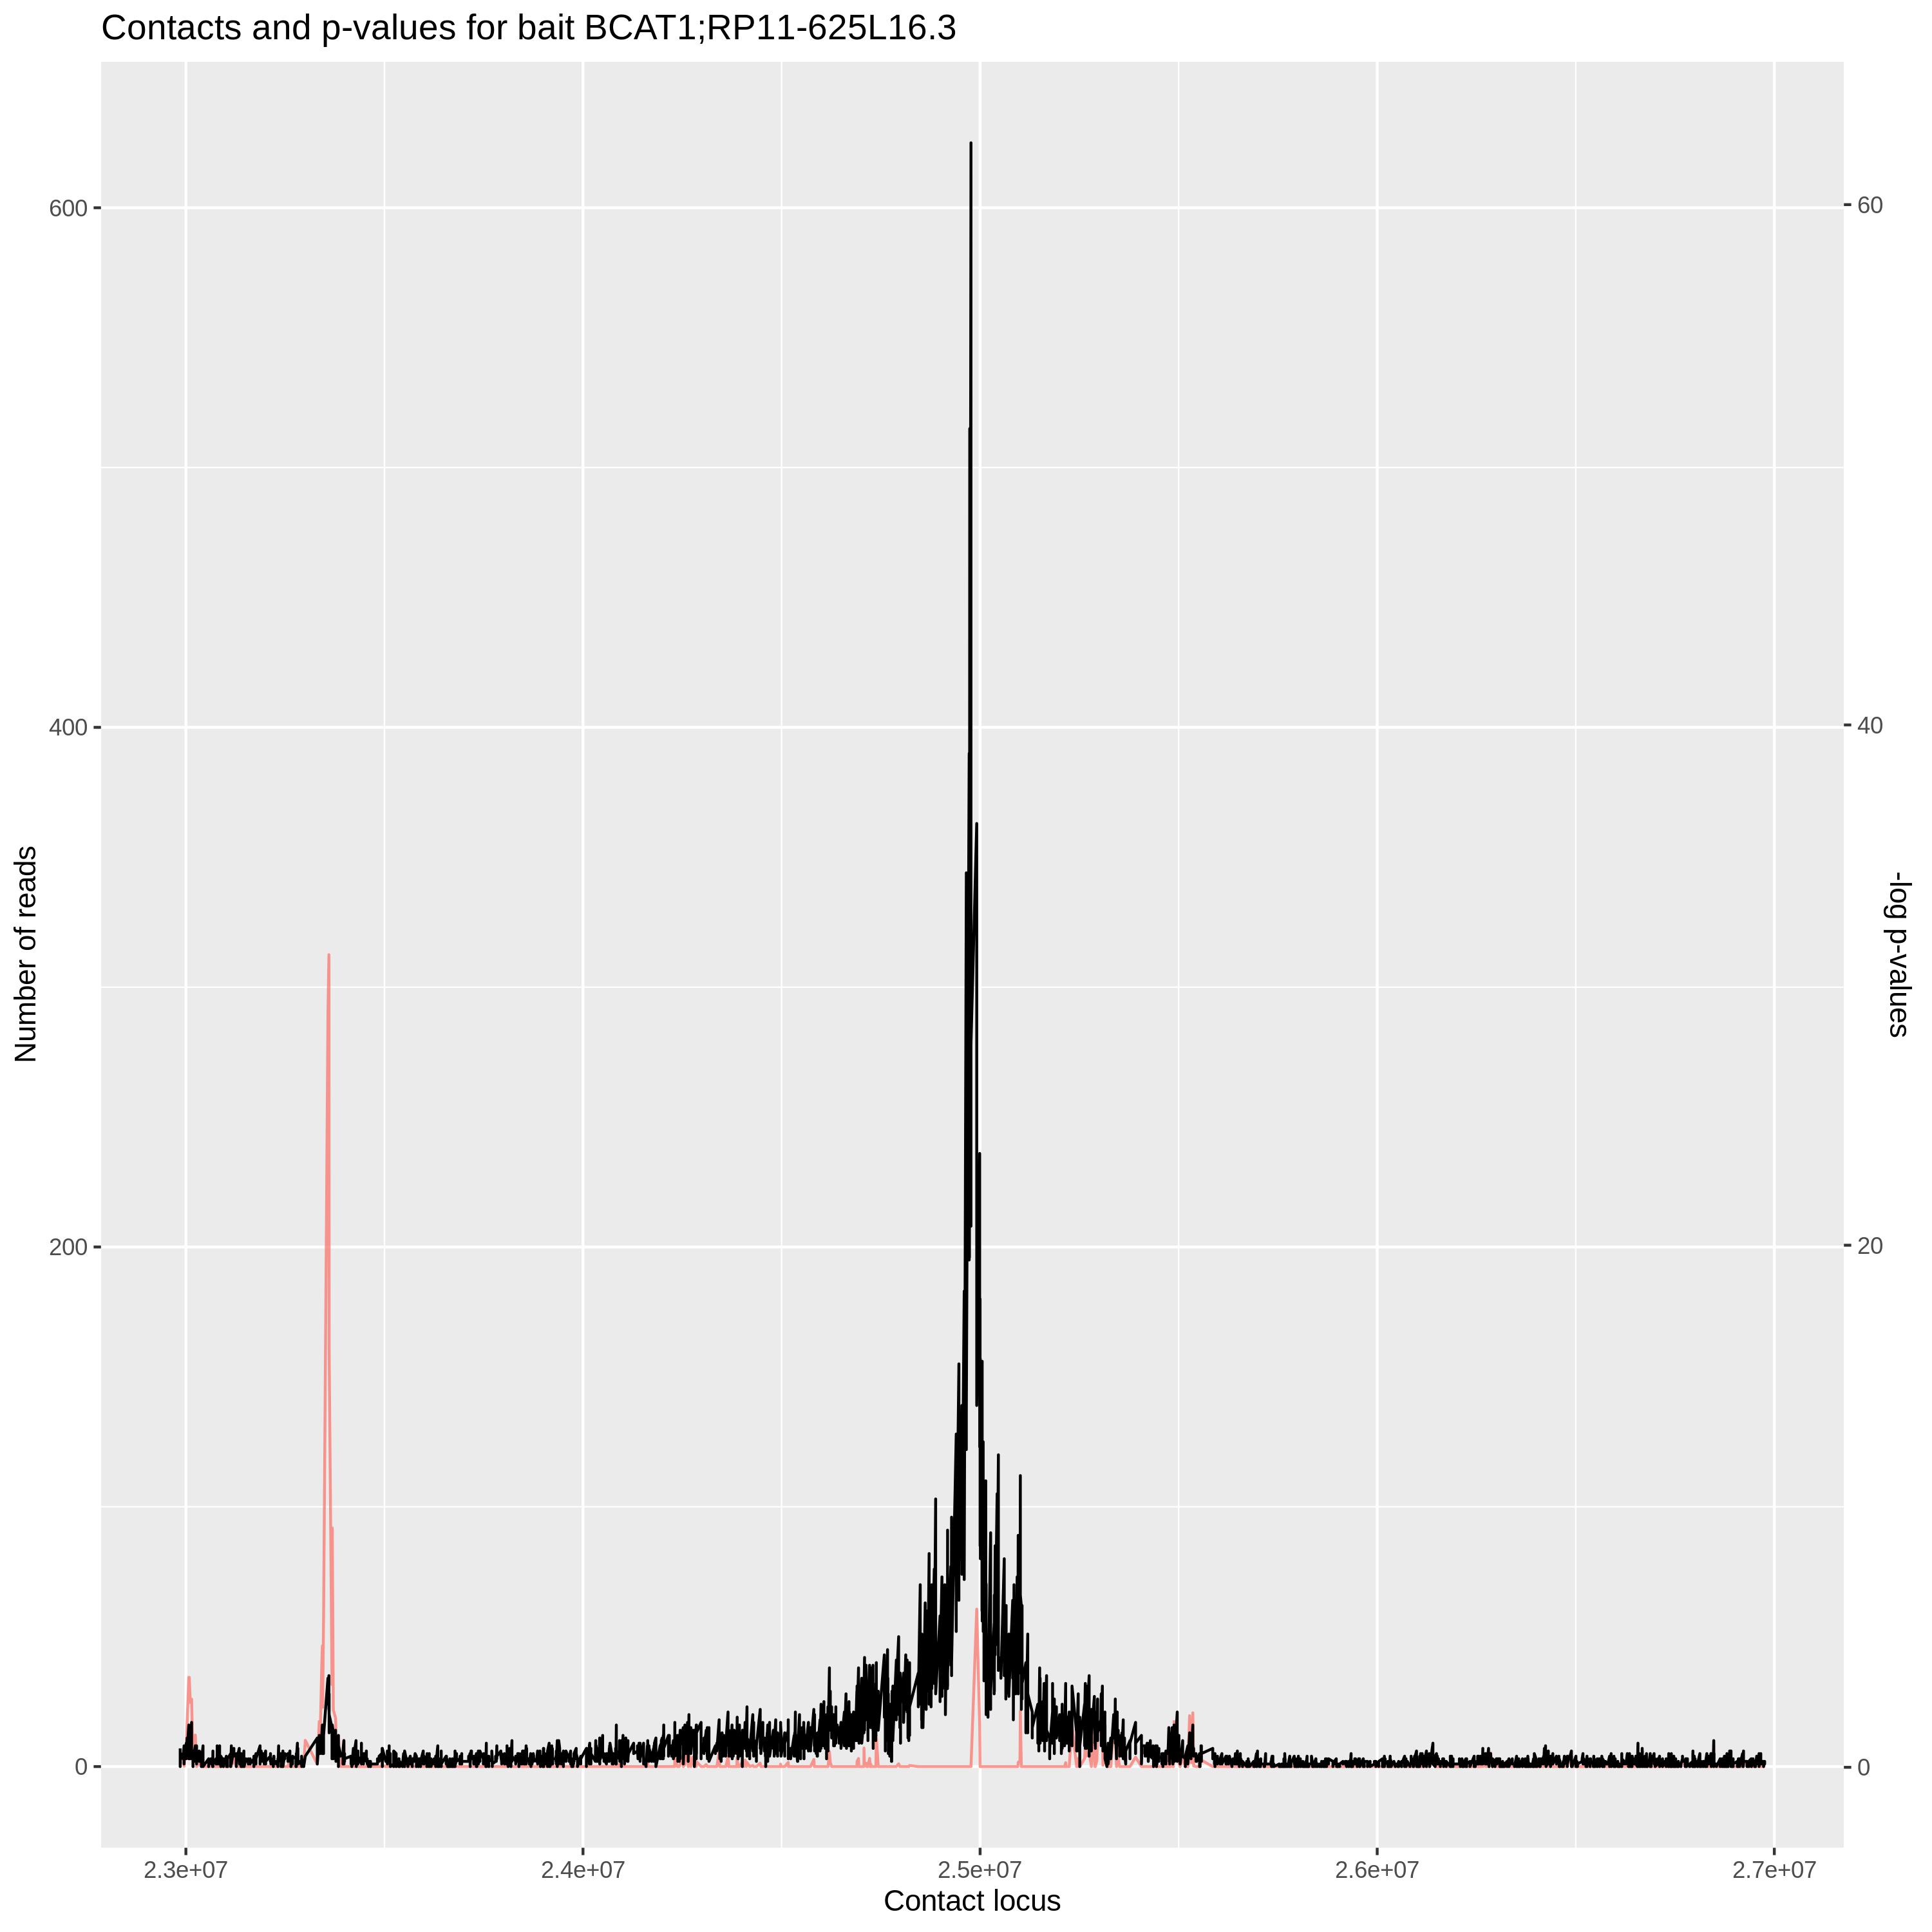 Contacts and p-values for bait BCAT1;RP11-625L16.3
600
400
200
0
Number of reads
60
40
20
0
-log p-values
2.3e+07 2.4e+07 2.5e+07 2.6e+07 2.7e+07
Contact locus